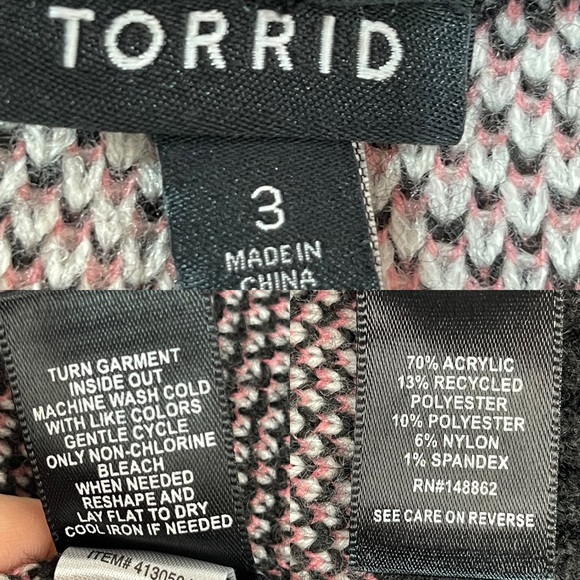 TORRID
3
MADE IN
CHINA
TURN GARMENT
INSIDE OUT
MACHINE WASH COLD
WITH LIKE COLORS
GENTLE CYCLE
ONLY NON-CHLORINE
BLEACH
WHEN NEEDED
RESHAPE AND
LAY FLAT TO DRY
COOL IRON IF NEEDED
ITEM# 413050
70% ACRYLIC
13% RECYCLED
POLYESTER
10% POLYESTER
6% NYLON
1% SPANDEX
RN#148862
SEE CARE ON REVERSE